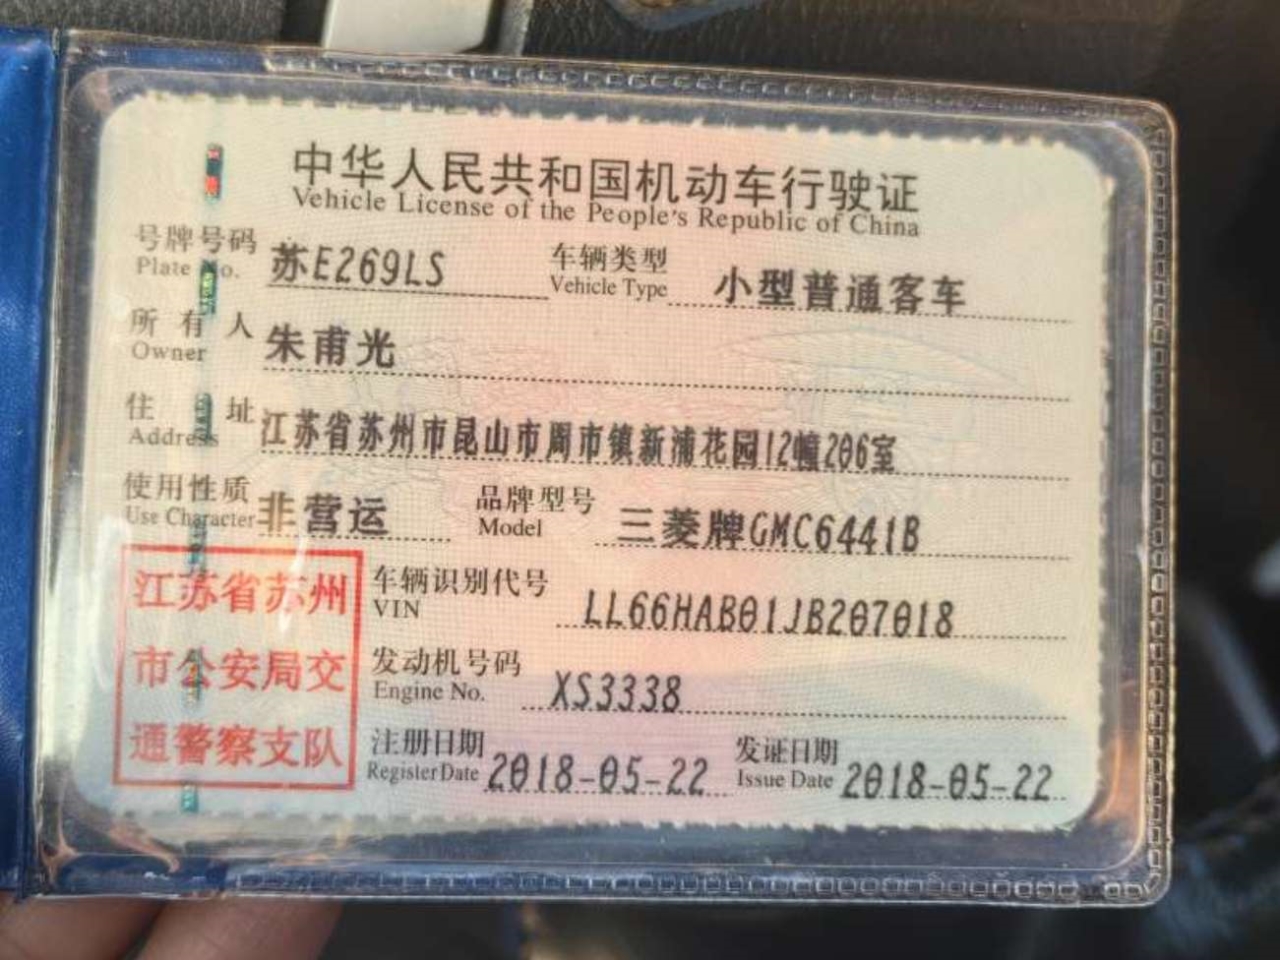 中华人民共和国机动车行驶证
Vehicle License of the People's Republic of China
号牌号码 苏E269LS 车辆类型 小型普通客车
Plate No. Vehicle Type
所有人 朱甫光
Owner
住址 江苏省苏州市昆山市周市镇新浦花园12幢206室
Address
使用性质 非营运 品牌型号 三菱牌GMC6441B
Use Character Model
江苏省苏州
市公安局交
通警察支队
车辆识别代号 LL66HAB01JB207018
VIN
发动机号码 XS3338
Engine No.
注册日期 2018-05-22 发证日期 2018-05-22
Register Date Issue Date